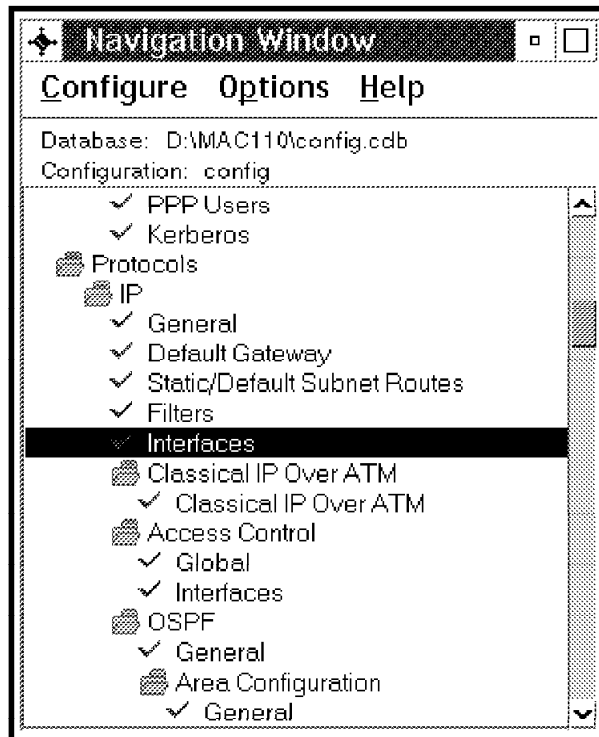 Navigation Window
Configure Options Help
Database: D:\MAC110\config.cdb
Configuration: config
PPP Users
Kerberos
Protocols
IP
General
Default Gateway
Static/Default Subnet Routes
Filters
Interfaces
Classical IP Over ATM
Classical IP Over ATM
Access Control
Global
Interfaces
OSPF
General
Area Configuration
General